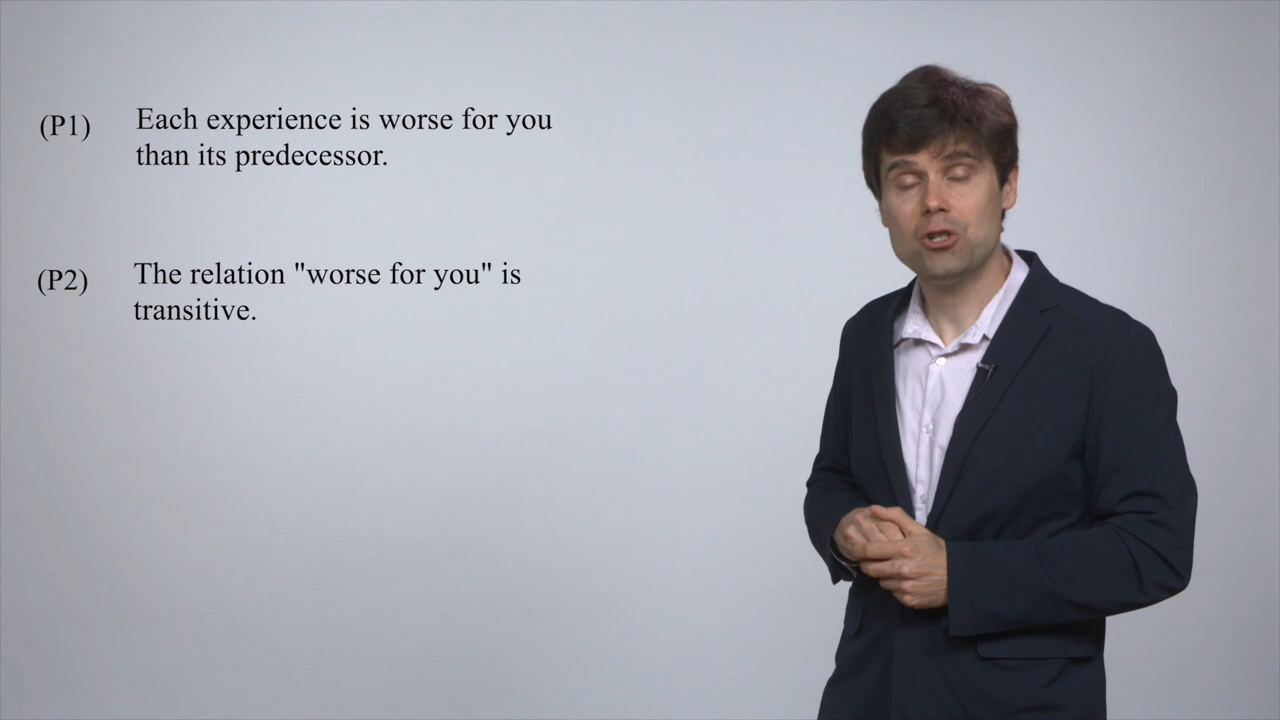 (P1) Each experience is worse for you
than its predecessor.
(P2) The relation "worse for you" is
transitive.